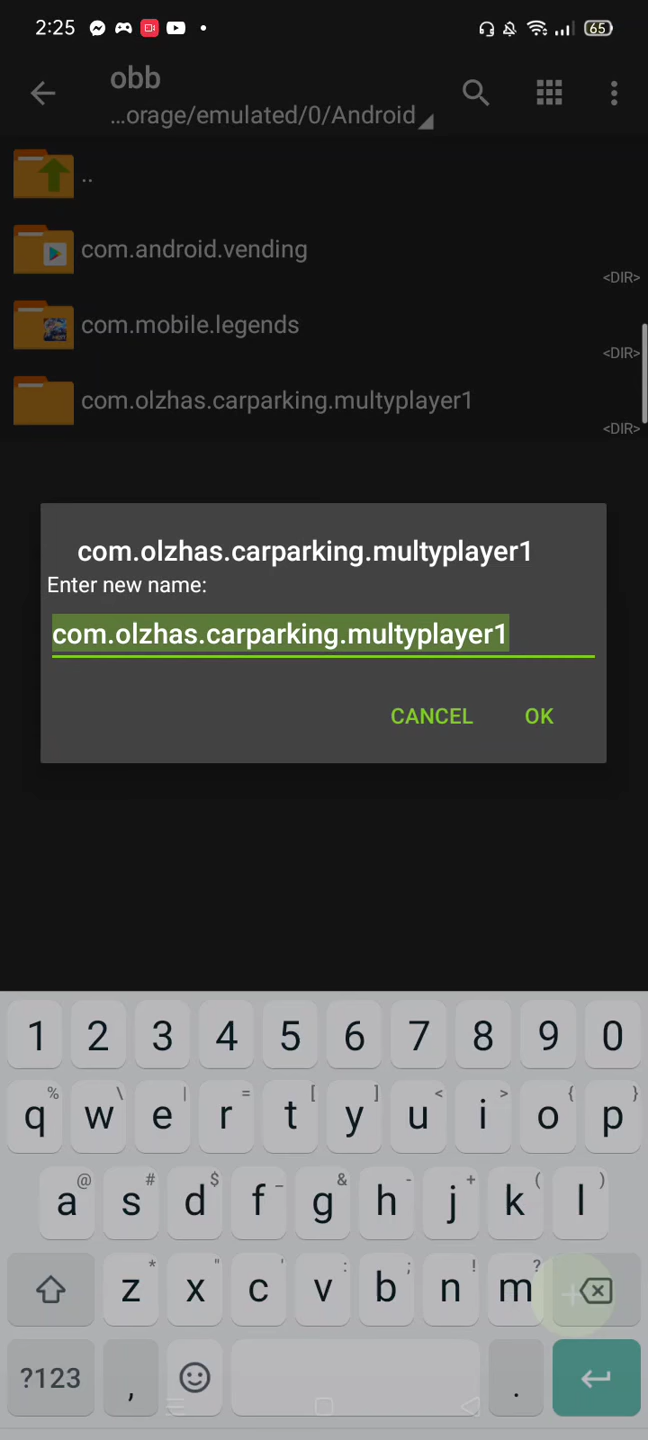 2:25
65
obb
...orage/emulated/0/Android
..
com.android.vending
<DIR>
com.mobile.legends
<DIR>
com.olzhas.carparking.multyplayer1
<DIR>
com.olzhas.carparking.multyplayer1
Enter new name:
com.olzhas.carparking.multyplayer1
CANCEL OK
1 2 3 4 5 6 7 8 9 0
% \ | = [ ] < > { }
q w e r t y u i o p
@ # $ _ & - + ( )
a s d f g h j k l
* " ' : ; ! ?
z x c v b n m
?123 , .